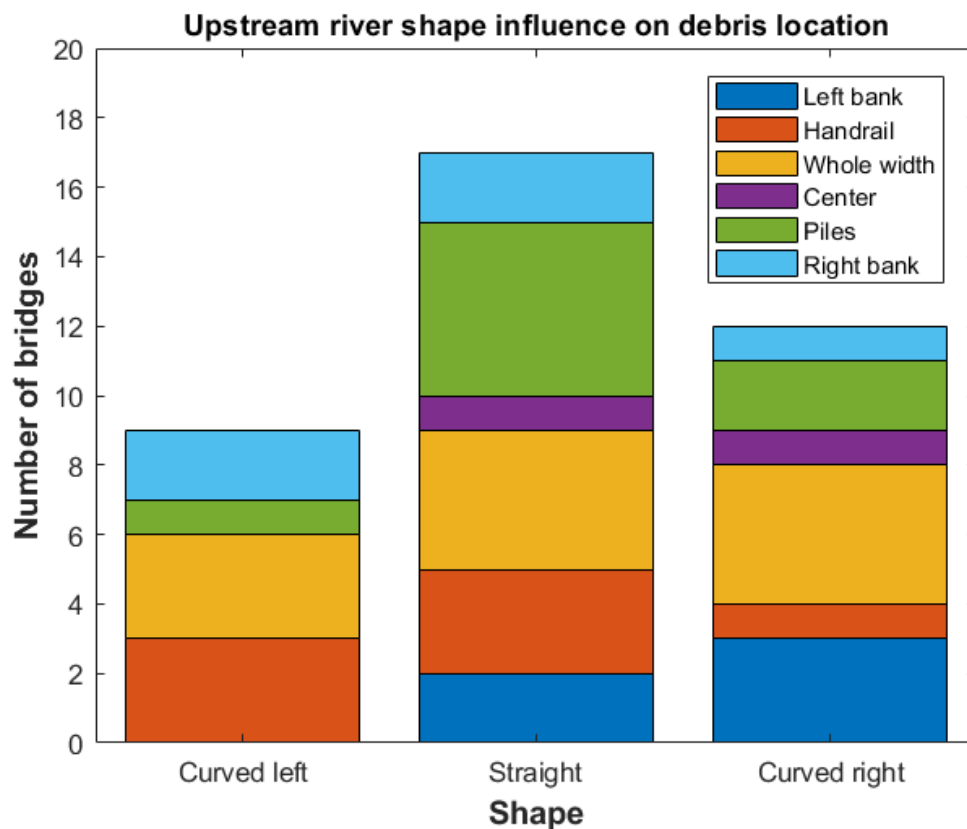 Upstream river shape influence on debris location
20
18
16
14
12
10
8
6
4
2
0
Number of bridges
Left bank
Handrail
Whole width
Center
Piles
Right bank
Curved left
Straight
Curved right
Shape